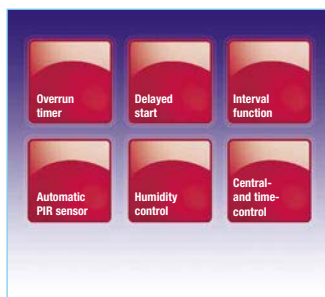 Overrun
timer
Delayed
start
Interval
function
Automatic
PIR sensor
Humidity
control
Central-
and time-
control